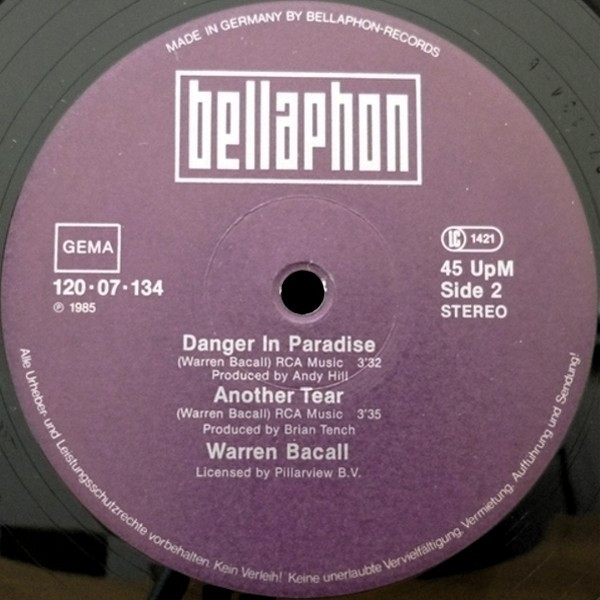 MADE IN GERMANY BY BELLAPHON-RECORDS
bellaphon
GEMA
120·07·134
℗ 1985
LC 1421
45 UpM
Side 2
STEREO
Danger In Paradise
(Warren Bacall) RCA Music 3'32
Produced by Andy Hill
Another Tear
(Warren Bacall) RCA Music 3'35
Produced by Brian Tench
Warren Bacall
Licensed by Pillarview B.V.
Alle Urheber- und Leistungsschutzrechte vorbehalten. Kein Verleih! Keine unerlaubte Vervielfältigung, Vermietung, Aufführung und Sendung!